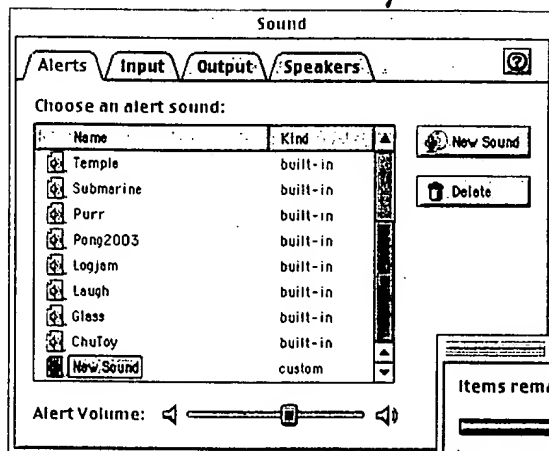 Sound
Alerts Input Output Speakers ?
Choose an alert sound:
Name Kind
New Sound
Temple built-in
Submarine built-in
Delete
Purr built-in
Pong2003 built-in
Logjam built-in
Laugh built-in
Glass built-in
ChuToy built-in
New Sound custom
Items rema
Alert Volume: